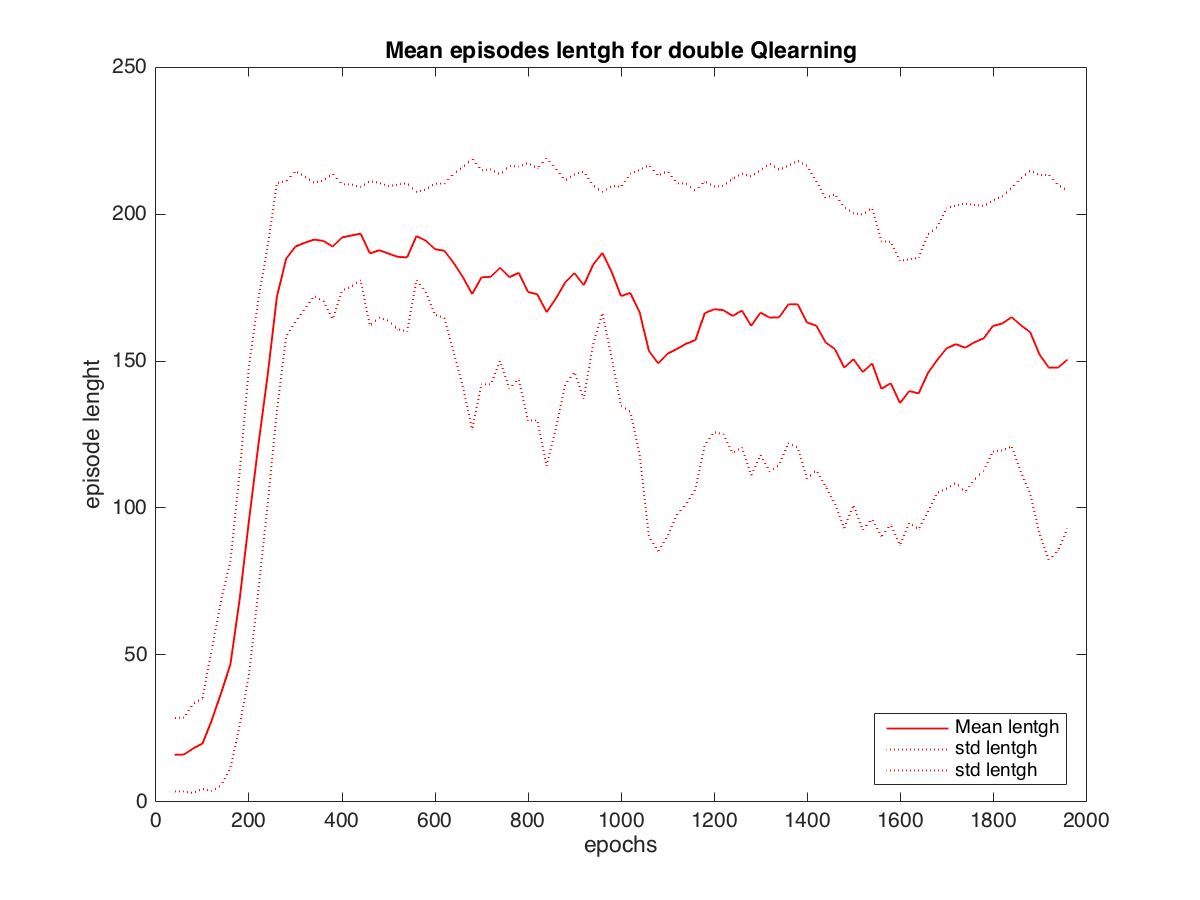 Mean episodes lentgh for double Qlearning
250
200
150
100
50
0
episode lenght
0 200 400 600 800 1000 1200 1400 1600 1800 2000
epochs
Mean lentgh
std lentgh
std lentgh